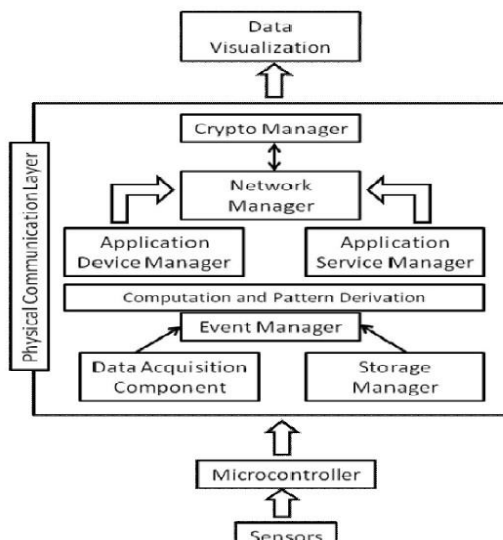 Data
Visualization
Crypto Manager
Network
Manager
Physical Communication Layer
Application
Device Manager
Application
Service Manager
Computation and Pattern Derivation
Event Manager
Data Acquisition
Component
Storage
Manager
Microcontroller
Sensors